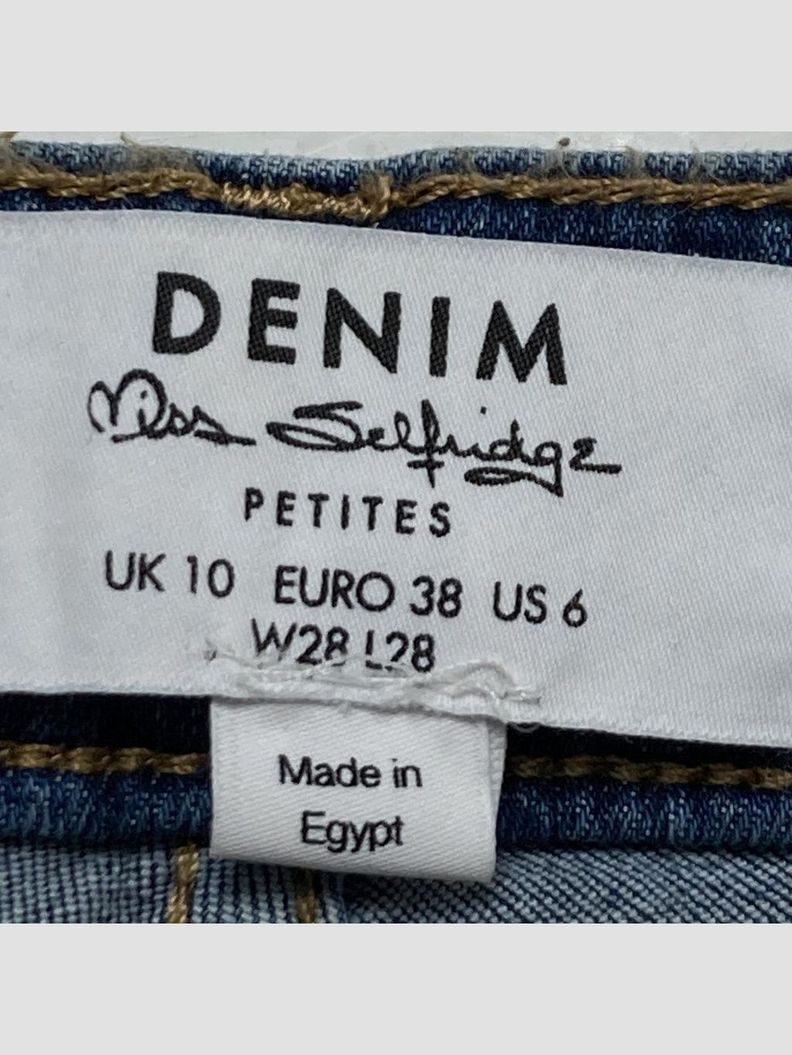 DENIM
Miss Selfridge
PETITES
UK 10 EURO 38 US 6
W28 L28
Made in
Egypt